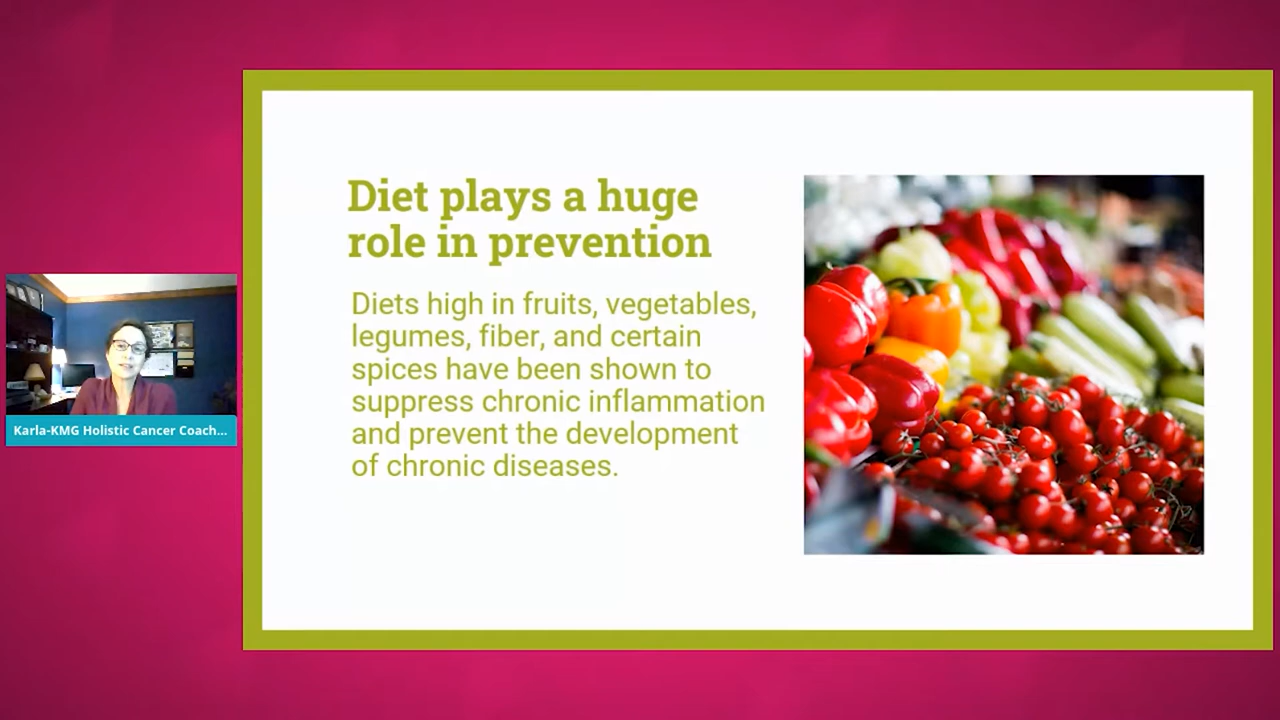 Diet plays a huge
role in prevention
Diets high in fruits, vegetables,
legumes, fiber, and certain
spices have been shown to
suppress chronic inflammation
and prevent the development
of chronic diseases.
Karla-KMG Holistic Cancer Coach...